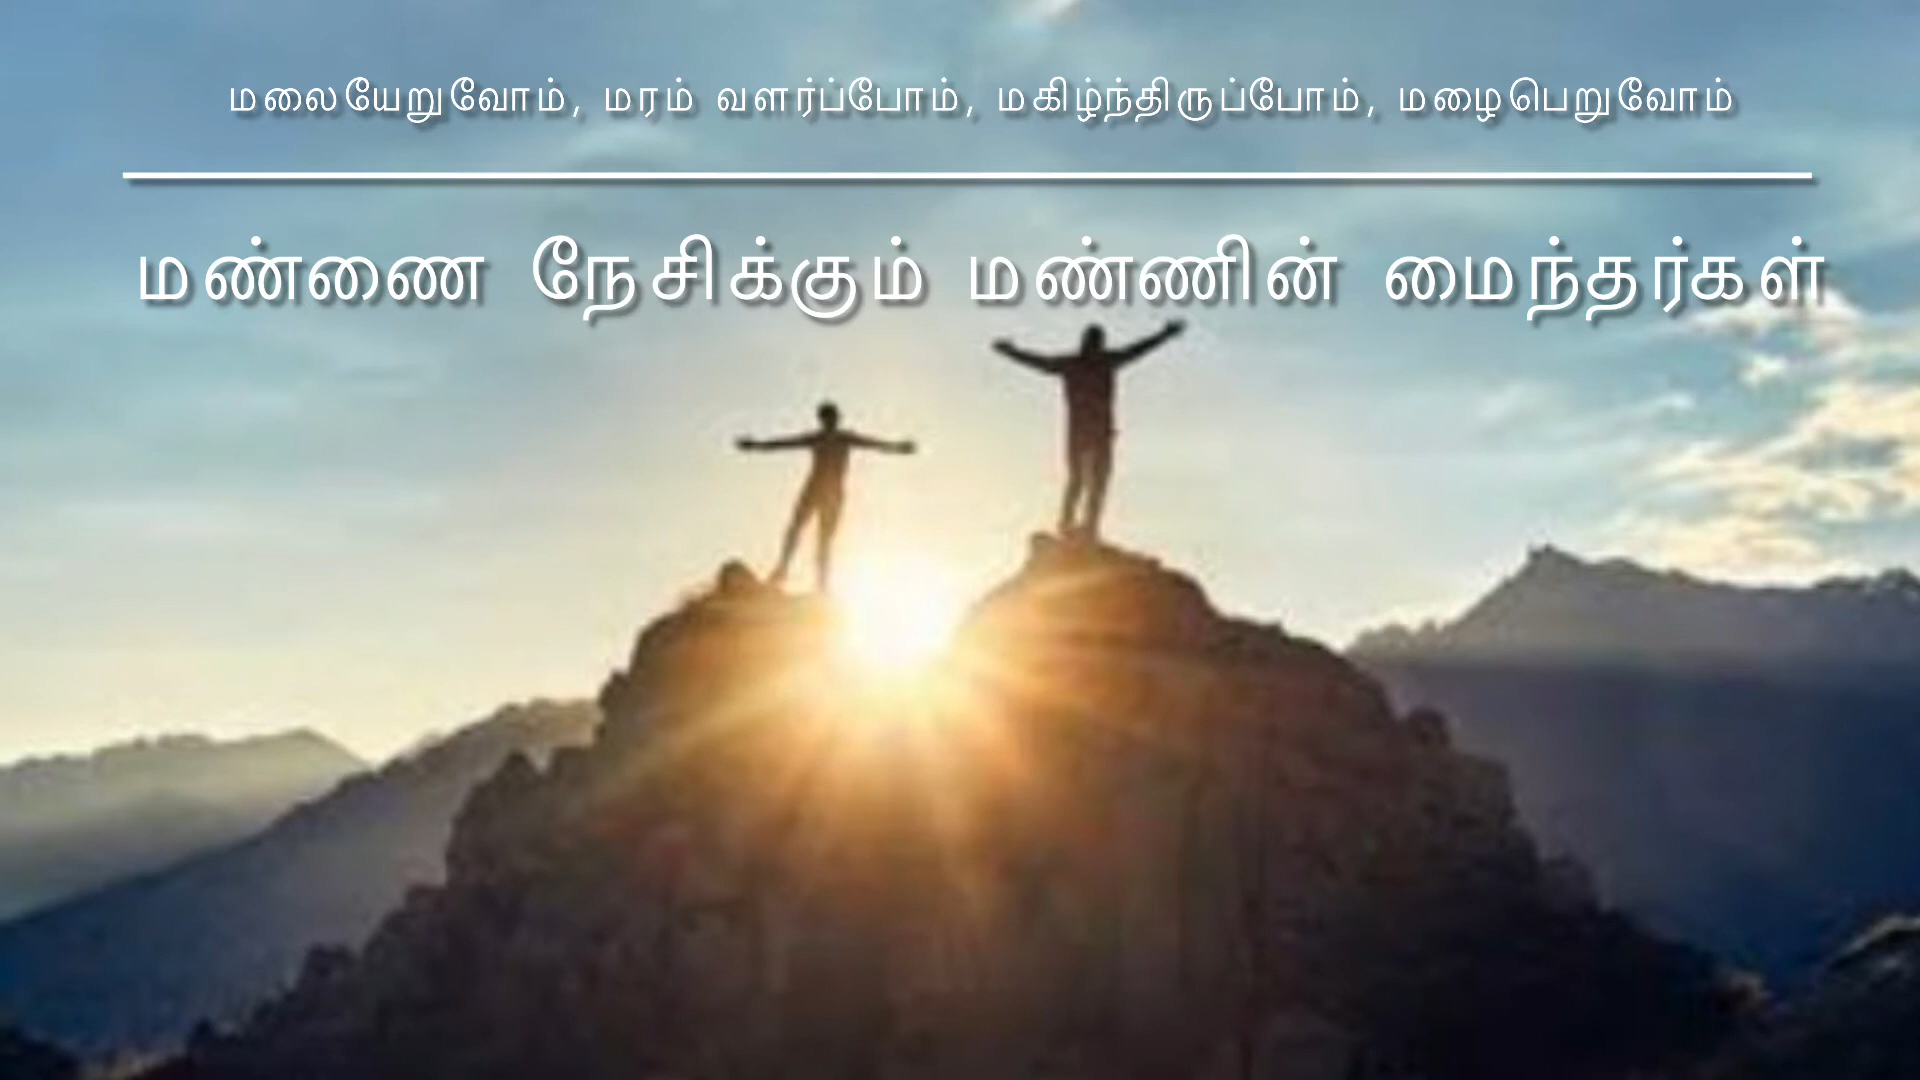 மலையேறுவோம், மரம் வளர்ப்போம், மகிழ்ந்திருப்போம், மழைபெறுவோம்
மண்ணை நேசிக்கும் மண்ணின் மைந்தர்கள்